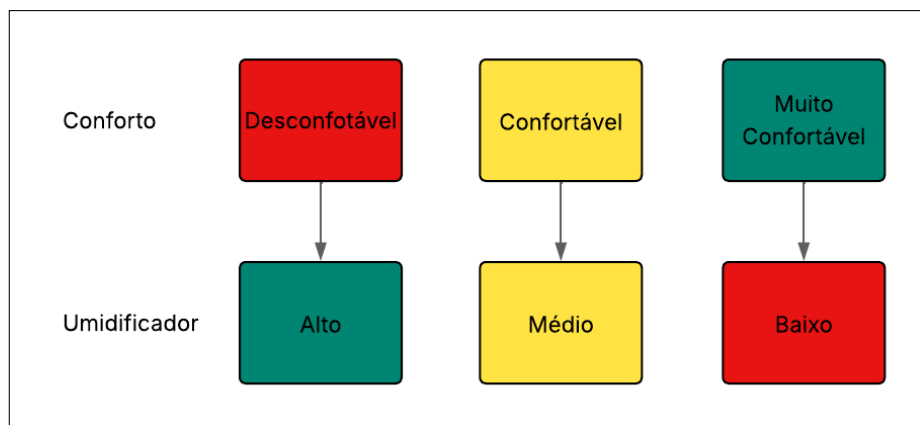 Conforto
Desconfotável
Confortável
Muito
Confortável
Umidificador
Alto
Médio
Baixo